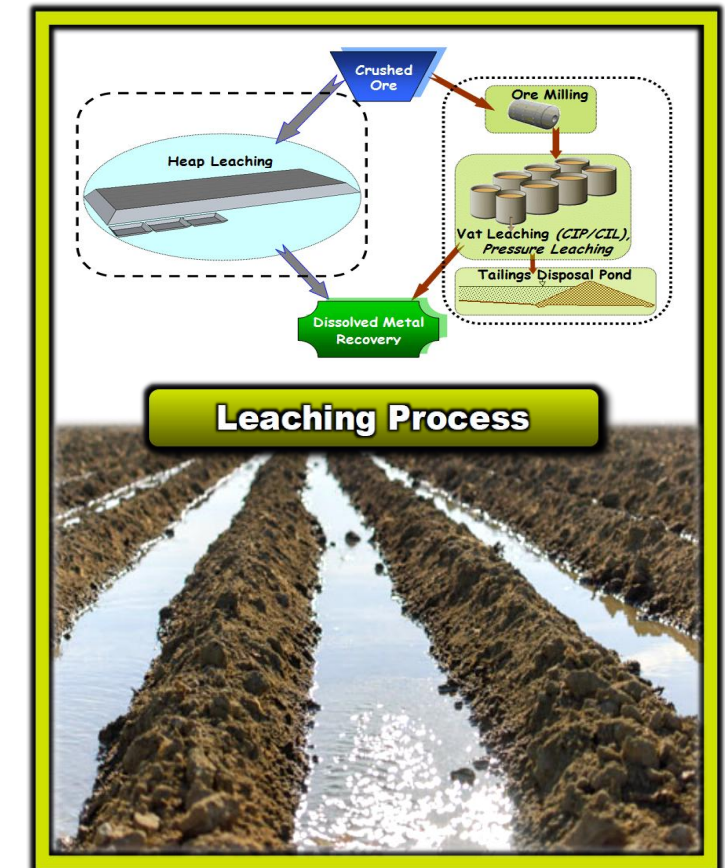 Crushed
Ore
Ore Milling
Heap Leaching
Vat Leaching (CIP/CIL),
Pressure Leaching
Tailings Disposal Pond
Dissolved Metal
Recovery
Leaching Process